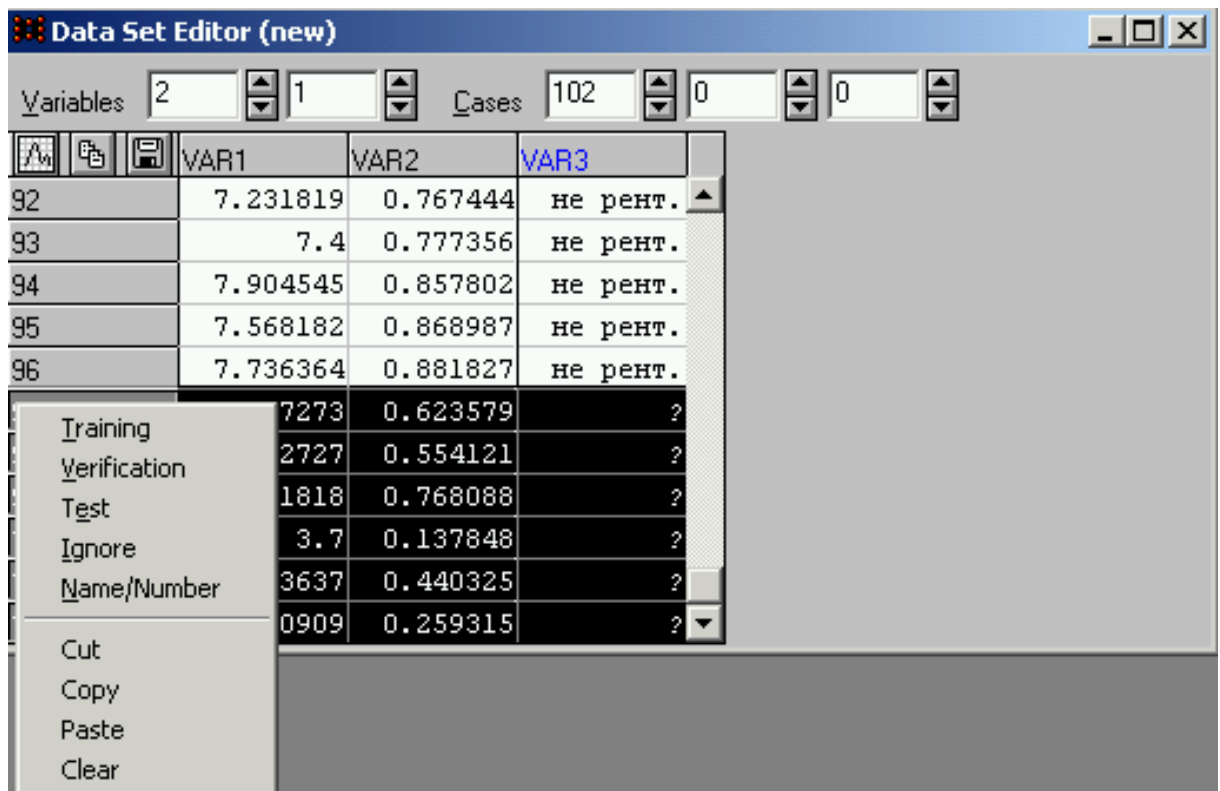 Data Set Editor (new)
Variables 2 1 Cases 102 0 0
VAR1 VAR2 VAR3
92 7.231819 0.767444 не рент.
93 7.4 0.777356 не рент.
94 7.904545 0.857802 не рент.
95 7.568182 0.868987 не рент.
96 7.736364 0.881827 не рент.
7273 0.623579 ?
2727 0.554121 ?
1818 0.768088 ?
3.7 0.137848 ?
3637 0.440325 ?
0909 0.259315 ?
Training
Verification
Test
Ignore
Name/Number
Cut
Copy
Paste
Clear